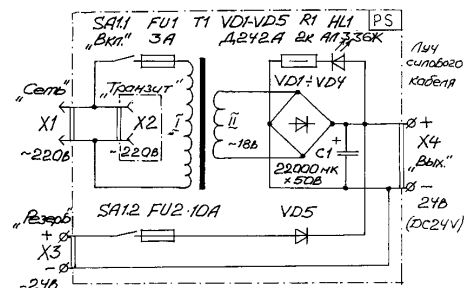 SA1.1 FU1 T1 VD1-VD5 R1 HL1 PS
„Вкл." 3А Д242А 2к АЛ336Ж
Луч
силового
кабеля
„Сеть" „Транзит" VD1÷VD4
I II
X1 X2 ~18в + +
C1 X4
~220в ~220в 22000мк „Вых."
×50В
–
„Резерв" SA1.2 FU2·10А VD5 24в
+ (DC24V)
X3
–
~24в